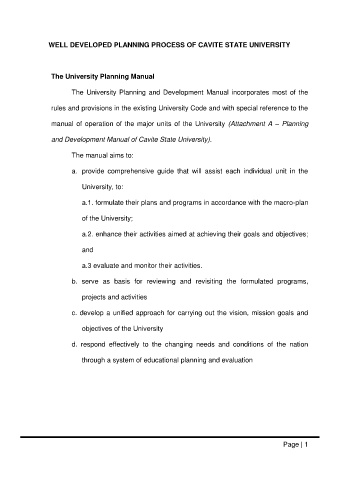 WELL DEVELOPED PLANNING PROCESS OF CAVITE STATE UNIVERSITY
The University Planning Manual
The University Planning and Development Manual incorporates most of the
rules and provisions in the existing University Code and with special reference to the
manual of operation of the major units of the University (Attachment A – Planning
and Development Manual of Cavite State University).
The manual aims to:
a. provide comprehensive guide that will assist each individual unit in the
University, to:
a.1. formulate their plans and programs in accordance with the macro-plan
of the University;
a.2. enhance their activities aimed at achieving their goals and objectives;
and
a.3 evaluate and monitor their activities.
b. serve as basis for reviewing and revisiting the formulated programs,
projects and activities
c. develop a unified approach for carrying out the vision, mission goals and
objectives of the University
d. respond effectively to the changing needs and conditions of the nation
through a system of educational planning and evaluation
Page | 1